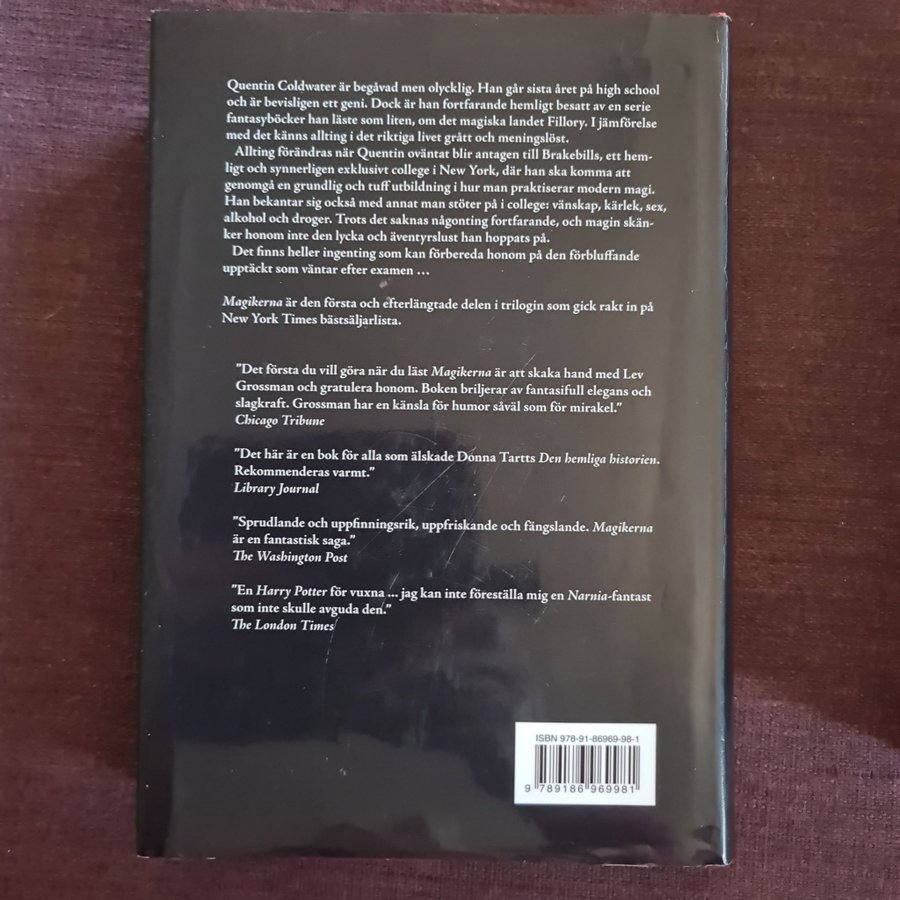 Quentin Coldwater är begåvad men olycklig. Han går sista året på high school
och är bevisligen ett geni. Dock är han fortfarande hemligt besatt av en serie
fantasyböcker han läste som liten, om det magiska landet Fillory. I jämförelse
med det känns allting i det riktiga livet grått och meningslöst.
Allting förändras när Quentin oväntat blir antagen till Brakebills, ett hem-
ligt och synnerligen exklusivt college i New York, där han ska komma att
genomgå en grundlig och tuff utbildning i hur man praktiserar modern magi.
Han bekantar sig också med annat man stöter på i college: vänskap, kärlek, sex,
alkohol och droger. Trots det saknas någonting fortfarande, och magin skän-
ker honom inte den lycka och äventyrslust han hoppats på.
Det finns heller ingenting som kan förbereda honom på den förbluffande
upptäckt som väntar efter examen ...
Magikerna är den första och efterlängtade delen i trilogin som gick rakt in på
New York Times bästsäljarlista.
"Det första du vill göra när du läst Magikerna är att skaka hand med Lev
Grossman och gratulera honom. Boken briljerar av fantasifull elegans och
slagkraft. Grossman har en känsla för humor såväl som för mirakel."
Chicago Tribune
"Det här är en bok för alla som älskade Donna Tartts Den hemliga historien.
Rekommenderas varmt."
Library Journal
"Sprudlande och uppfinningsrik, uppfriskande och fängslande. Magikerna
är en fantastisk saga."
The Washington Post
"En Harry Potter för vuxna ... jag kan inte föreställa mig en Narnia-fantast
som inte skulle avguda den."
The London Times
ISBN 978-91-86969-98-1
9 789186 969981